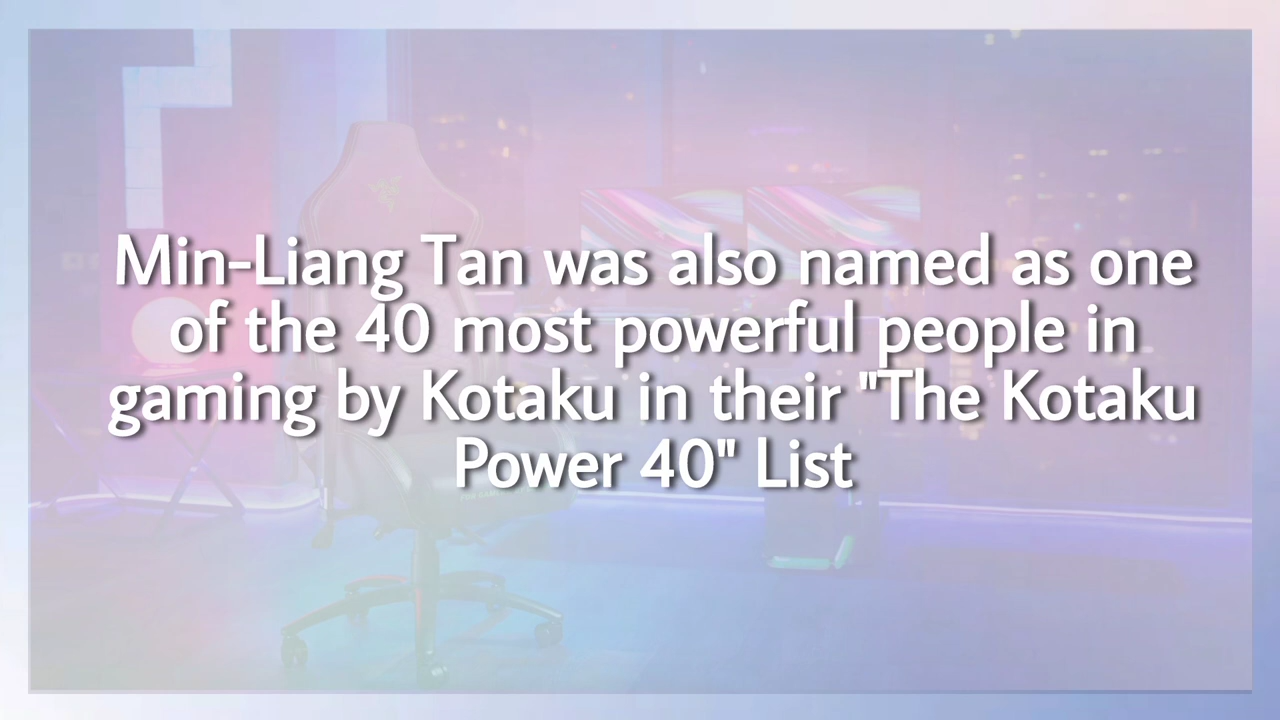 Min-Liang Tan was also named as one
of the 40 most powerful people in
gaming by Kotaku in their "The Kotaku
Power 40" List